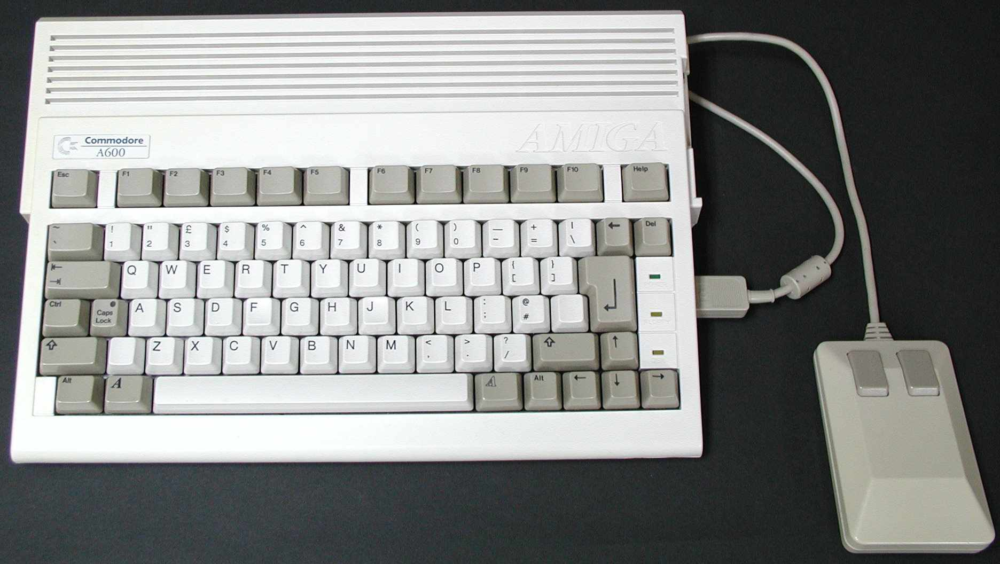 Commodore
A600
AMIGA
Esc F1 F2 F3 F4 F5 F6 F7 F8 F9 F10 Help
~ ! " £ $ % ^ & * ( ) — + | ← Del
` 1 2 3 4 5 6 7 8 9 0 - = \
⇤ Q W E R T Y U I O P { }
⇥ [ ]
Ctrl Caps Lock A S D F G H J K L : @
; # ↵
⇧ Z X C V B N M < > ? ⇧ ↑
, . /
Alt A A Alt ← ↓ →